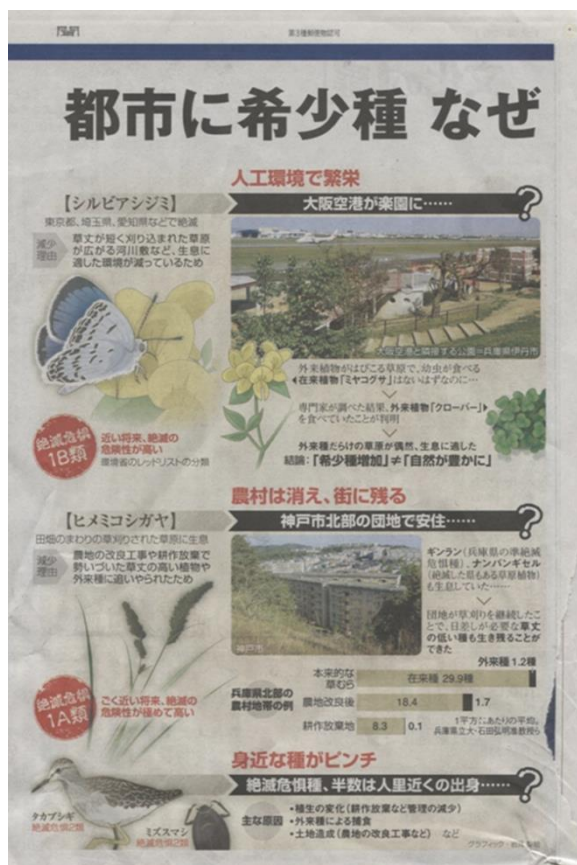 第3種郵便物認可
都市に希少種 なぜ
人工環境で繁栄
【シルビアシジミ】
大阪空港が楽園に……
?
東京都、埼玉県、愛知県などで絶滅
減少
理由
草丈が短く刈り込まれた草原
が広がる河川敷など、生息に
適した環境が減っているため
大阪空港と隣接する公園=兵庫県伊丹市
外来植物がはびこる草原で、幼虫が食べる
在来植物「ミヤコグサ」はないはずなのに…
専門家が調べた結果、外来植物「クローバー」
を食べていたことが判明
外来種だらけの草原が偶然、生息に適した
結論:「希少種増加」≠「自然が豊かに」
絶滅危惧
1B類
近い将来、絶滅の
危険性が高い
環境省のレッドリストの分類
農村は消え、街に残る
【ヒメミコシガヤ】
神戸市北部の団地で安住……
?
田畑のまわりの草刈りされた草原に生息
減少
理由
農地の改良工事や耕作放棄で
勢いづいた草丈の高い植物や
外来種に追いやられたため
神戸市
ギンラン(兵庫県の準絶滅
危惧種)、ナンバンギセル
(絶滅した県もある草原植物)
も生息していた……
団地が草刈りを継続したこ
とで、日差しが必要な草丈
の低い種も生き残ることが
できた
絶滅危惧
1A類
ごく近い将来、絶滅の
危険性が極めて高い
兵庫県北部の
農村地帯の例
外来種 1.2種
本来的な
草むら
在来種 29.9種
農地改良後
18.4
1.7
耕作放棄地
8.3
0.1
1平方㍍あたりの平均。
兵庫県立大・石田弘明准教授ら
身近な種がピンチ
絶滅危惧種、半数は人里近くの出身……
?
タカブシギ
絶滅危惧2類
ミズスマシ
絶滅危惧2類
主な原因
・種生の変化(耕作放棄など管理の減少)
・外来種による捕食
・土地造成(農地の改良工事など) など
グラフィック・